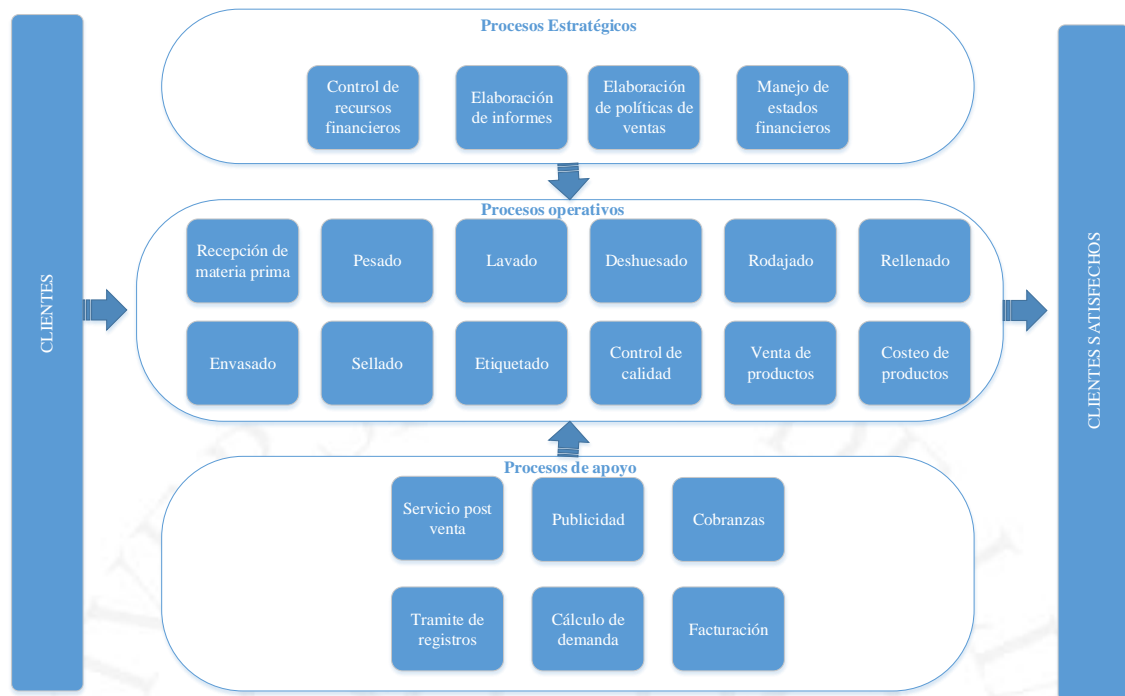 CLIENTES
Procesos Estratégicos
Control de
recursos
financieros
Elaboración
de informes
Elaboración
de políticas de
ventas
Manejo de
estados
financieros
Procesos operativos
Recepción de
materia prima
Pesado
Lavado
Deshuesado
Rodajado
Rellenado
Envasado
Sellado
Etiquetado
Control de
calidad
Venta de
productos
Costeo de
productos
Procesos de apoyo
Servicio post
venta
Publicidad
Cobranzas
Tramite de
registros
Cálculo de
demanda
Facturación
CLIENTES SATISFECHOS